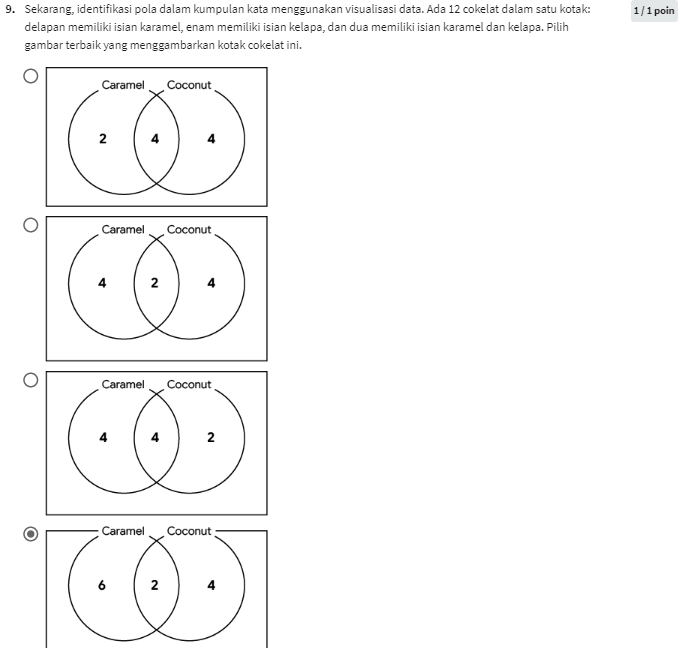 9. Sekarang, identifikasi pola dalam kumpulan kata menggunakan visualisasi data. Ada 12 cokelat dalam satu kotak:
delapan memiliki isian karamel, enam memiliki isian kelapa, dan dua memiliki isian karamel dan kelapa. Pilih
gambar terbaik yang menggambarkan kotak cokelat ini.
1 / 1 poin
Caramel Coconut
2 4 4
Caramel Coconut
4 2 4
Caramel Coconut
4 4 2
Caramel Coconut
6 2 4